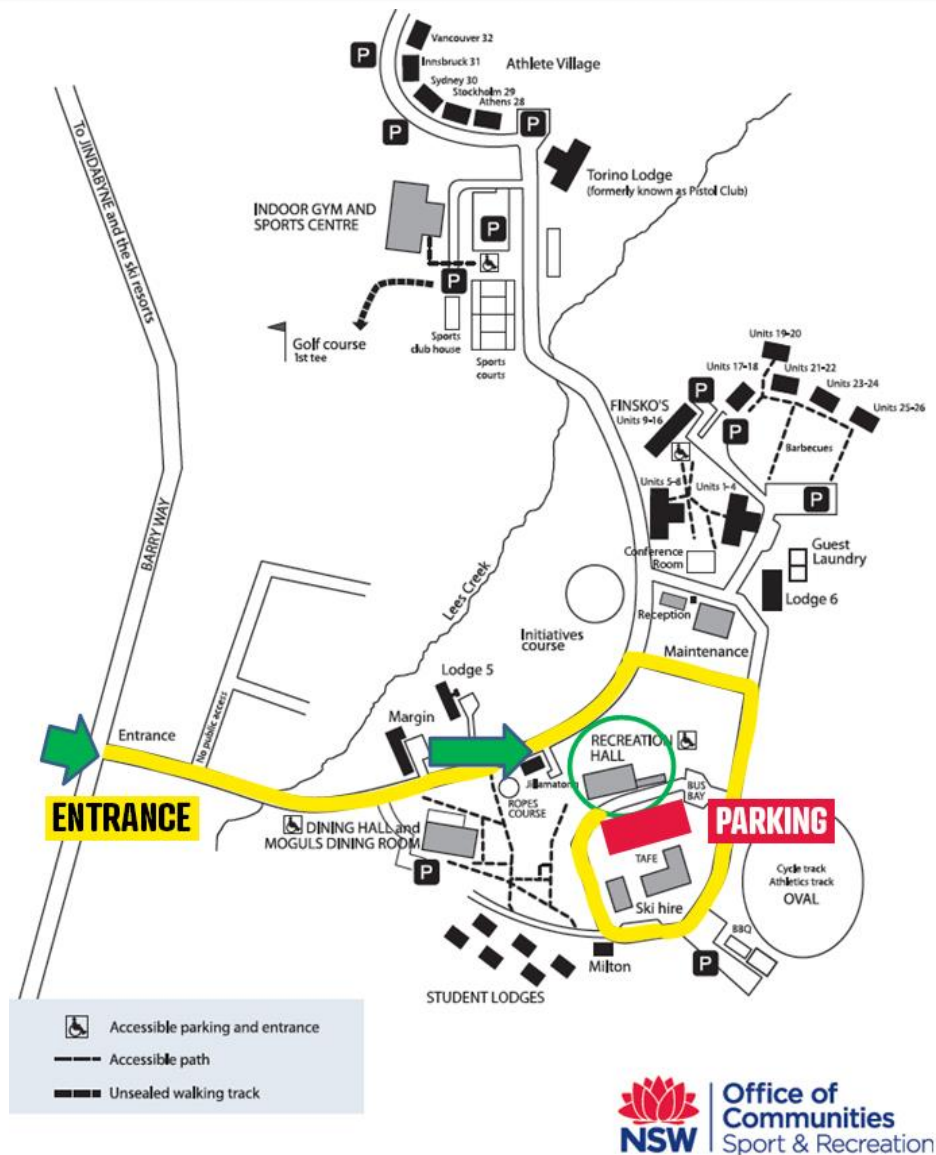 P
Vancouver 32
Innsbruck 31
Sydney 30
Stockholm 29
Athens 28
Athlete Village
P
P
Torino Lodge
(formerly known as Pistol Club)
To JINDABYNE and the ski resorts
INDOOR GYM AND
SPORTS CENTRE
P
P
Golf course
1st tee
Sports
club house
Sports
courts
Units 19-20
Units 17-18
Units 21-22
Units 23-24
Units 25-26
P
FINSKO'S
Units 9-16
P
Barbecues
Units 5-8
Units 1-4
P
BARRY WAY
Conference
Room
Guest
Laundry
Lodge 6
Lees Creek
Reception
Initiatives
course
Maintenance
Lodge 5
No public access
Entrance
Margin
RECREATION
HALL
Jillamatong
ROPES
COURSE
BUS
BAY
ENTRANCE
PARKING
DINING HALL and
MOGULS DINING ROOM
P
TAFE
Ski hire
Cycle track
Athletics track
OVAL
BBQ
P
Milton
STUDENT LODGES
Accessible parking and entrance
Accessible path
Unsealed walking track
NSW
Office of
Communities
Sport & Recreation